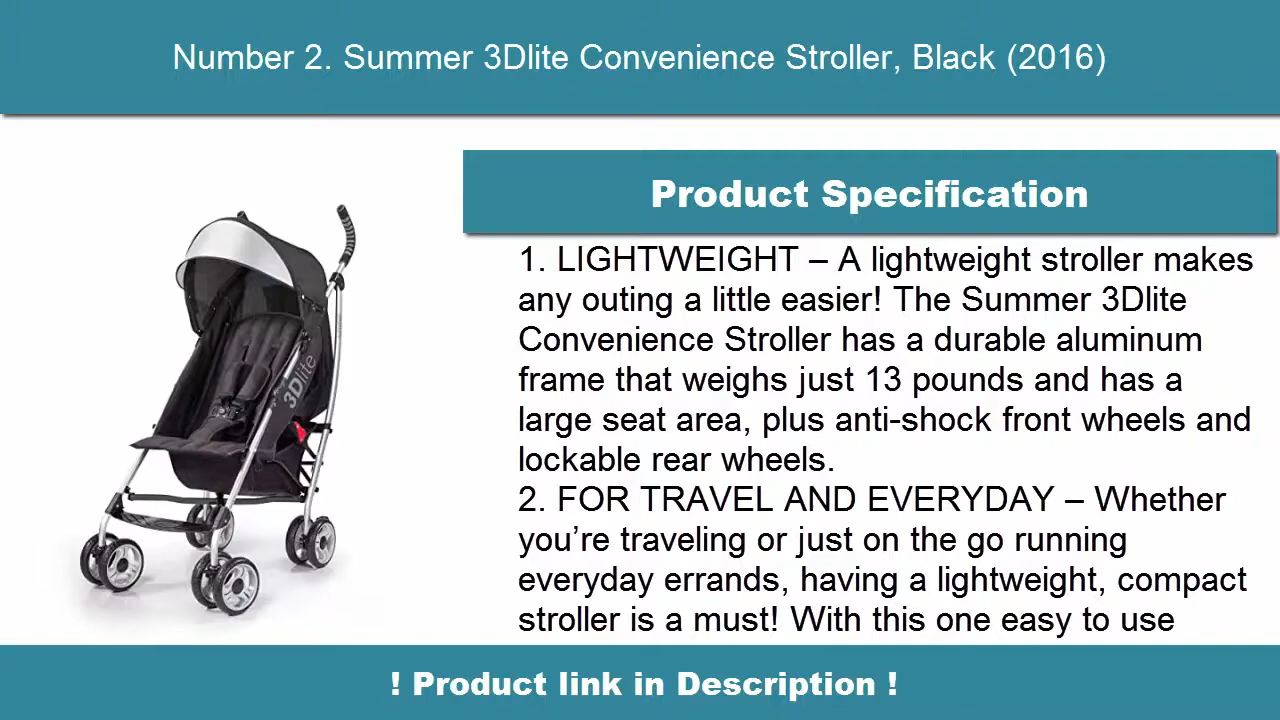 Number 2. Summer 3Dlite Convenience Stroller, Black (2016)
Product Specification
1. LIGHTWEIGHT – A lightweight stroller makes
any outing a little easier! The Summer 3Dlite
Convenience Stroller has a durable aluminum
frame that weighs just 13 pounds and has a
large seat area, plus anti-shock front wheels and
lockable rear wheels.
2. FOR TRAVEL AND EVERYDAY – Whether
you’re traveling or just on the go running
everyday errands, having a lightweight, compact
stroller is a must! With this one easy to use
3Dlite
! Product link in Description !